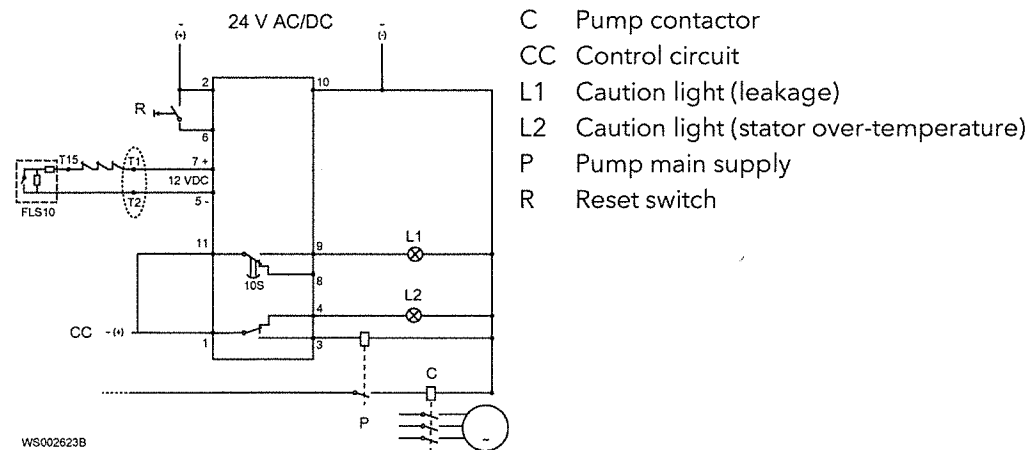 24 V AC/DC
-
(+)
-
(-)
2
10
R
6
T15
T1
7 +
12 VDC
T2
5 -
FLS10
11
9
L1
10S
8
4
L2
CC
- (+)
1
3
C
P
~
WS002623B
C Pump contactor
CC Control circuit
L1 Caution light (leakage)
L2 Caution light (stator over-temperature)
P Pump main supply
R Reset switch